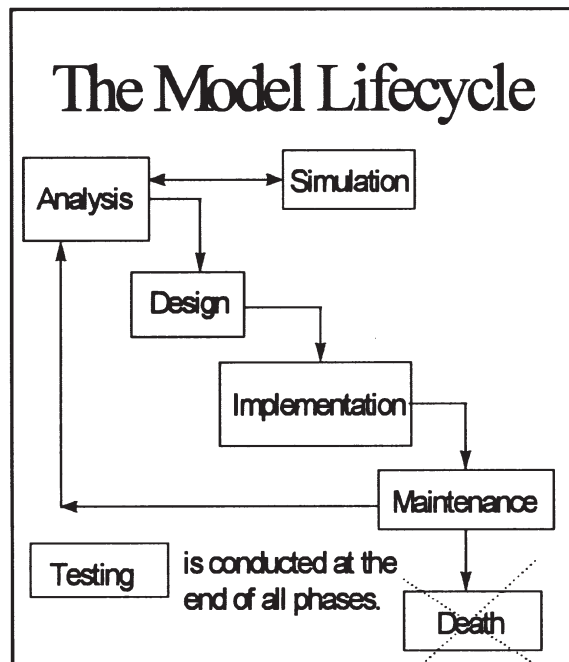 The Model Lifecycle
Analysis
Simulation
Design
Implementation
Maintenance
Testing
is conducted at the
end of all phases.
Death